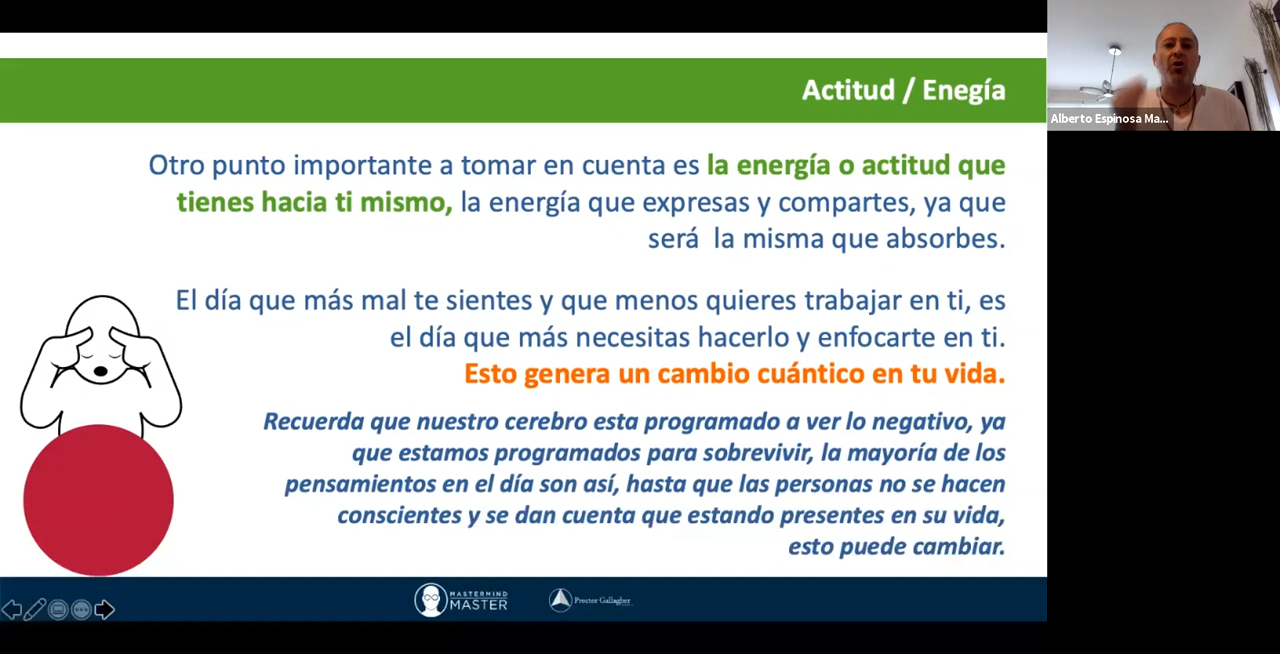 Actitud / Enegía
Otro punto importante a tomar en cuenta es la energía o actitud que
tienes hacia ti mismo, la energía que expresas y compartes, ya que
será la misma que absorbes.
El día que más mal te sientes y que menos quieres trabajar en ti, es
el día que más necesitas hacerlo y enfocarte en ti.
Esto genera un cambio cuántico en tu vida.
Recuerda que nuestro cerebro esta programado a ver lo negativo, ya
que estamos programados para sobrevivir, la mayoría de los
pensamientos en el día son así, hasta que las personas no se hacen
conscientes y se dan cuenta que estando presentes en su vida,
esto puede cambiar.
MASTERMIND
MASTER
Proctor Gallagher
Alberto Espinosa Ma...